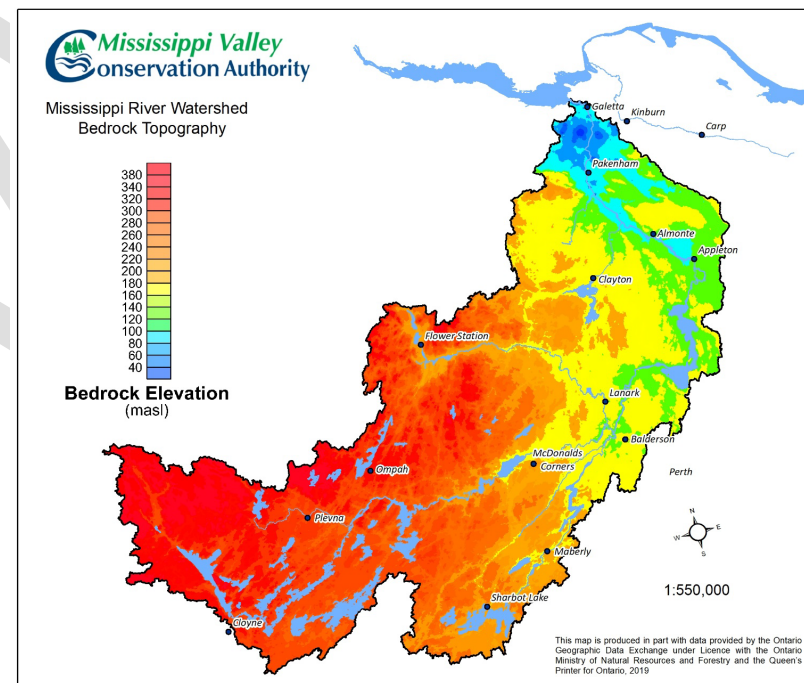 Mississippi Valley
Conservation Authority
Mississippi River Watershed
Bedrock Topography
380
340
320
300
280
260
240
220
200
180
160
140
120
100
80
60
40
Bedrock Elevation
(masl)
Galetta
Kinburn
Carp
Pakenham
Almonte
Appleton
Clayton
Flower Station
Lanark
Balderson
McDonalds
Corners
Perth
Ompah
Plevna
Maberly
Sharbot Lake
Cloyne
N
W
E
S
1:550,000
This map is produced in part with data provided by the Ontario
Geographic Data Exchange under Licence with the Ontario
Ministry of Natural Resources and Forestry and the Queen's
Printer for Ontario, 2019